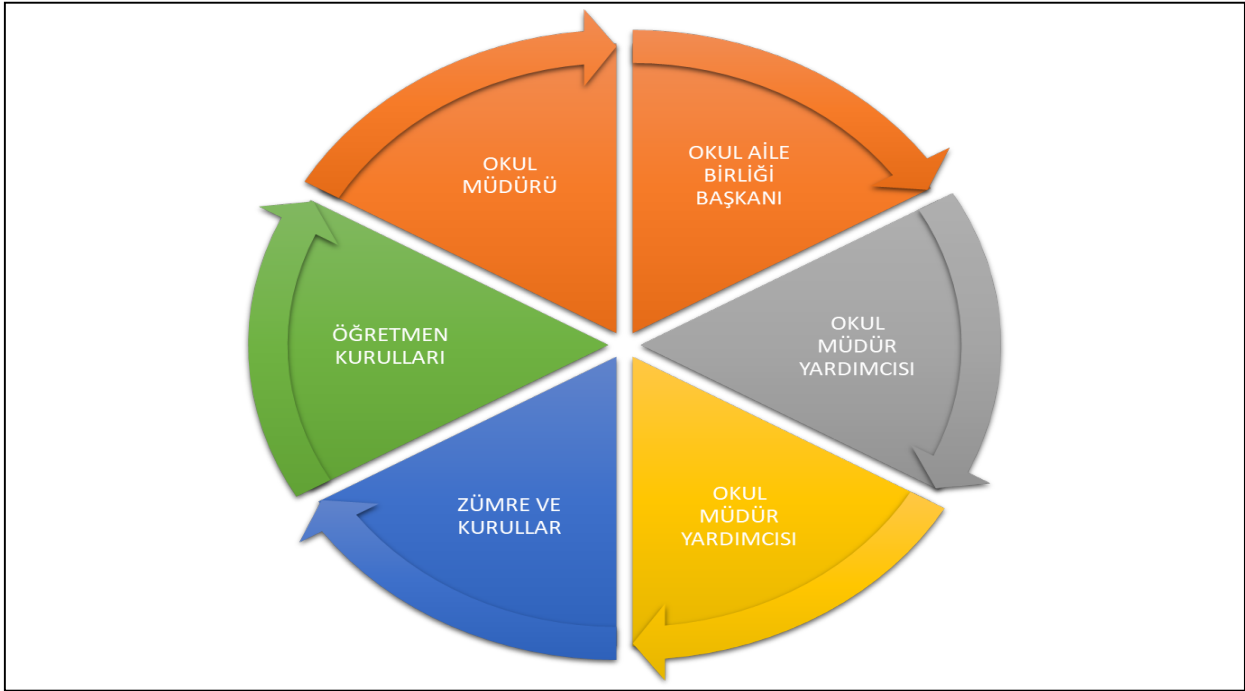 OKUL
MÜDÜRÜ
OKUL AİLE
BİRLİĞİ
BAŞKANI
ÖĞRETMEN
KURULLARI
OKUL
MÜDÜR
YARDIMCISI
ZÜMRE VE
KURULLAR
OKUL
MÜDÜR
YARDIMCISI